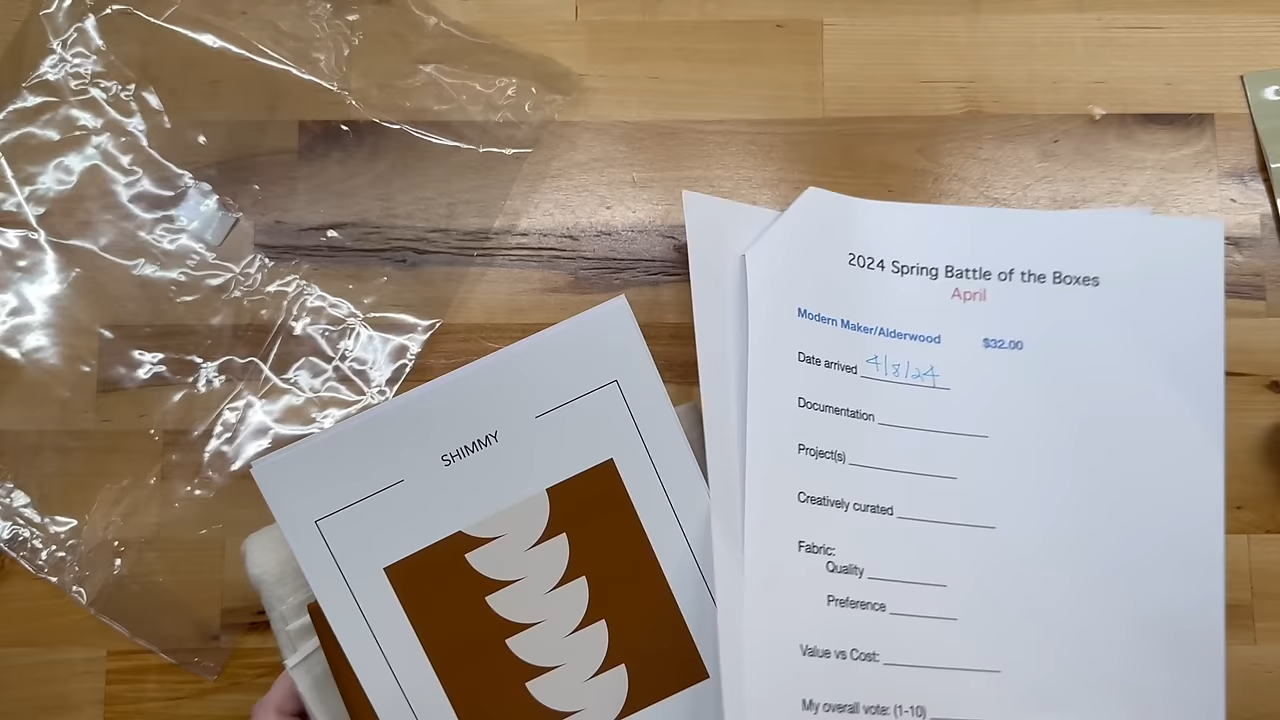 SHIMMY
2024 Spring Battle of the Boxes
April
Modern Maker/Alderwood $32.00
Date arrived 4/8/24
Documentation
Project(s)
Creatively curated
Fabric:
Quality
Preference
Value vs Cost:
My overall vote: (1-10)